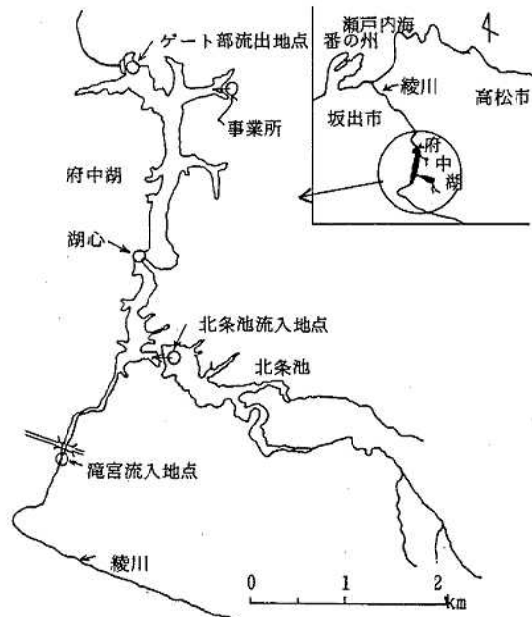 ゲート部流出地点
事業所
府中湖
湖心
北条池流入地点
北条池
滝宮流入地点
綾川
0 1 2
km
瀬戸内海
番の州
綾川
高松市
坂出市
府中湖